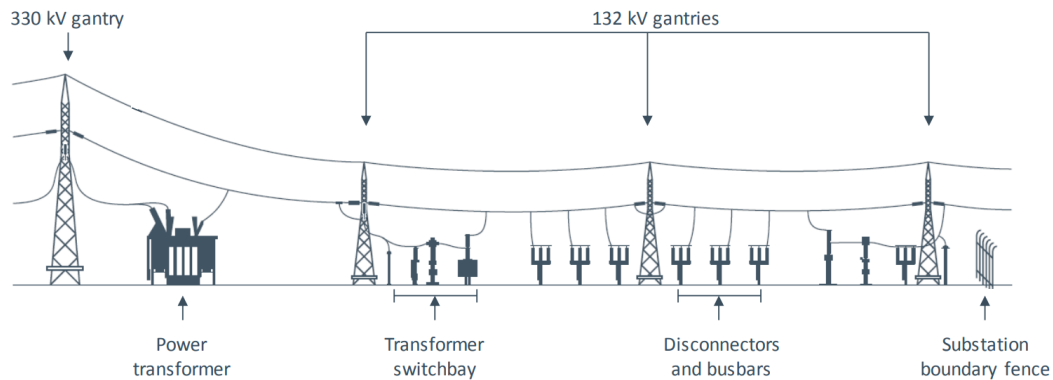 330 kV gantry
132 kV gantries
Power
transformer
Transformer
switchbay
Disconnectors
and busbars
Substation
boundary fence